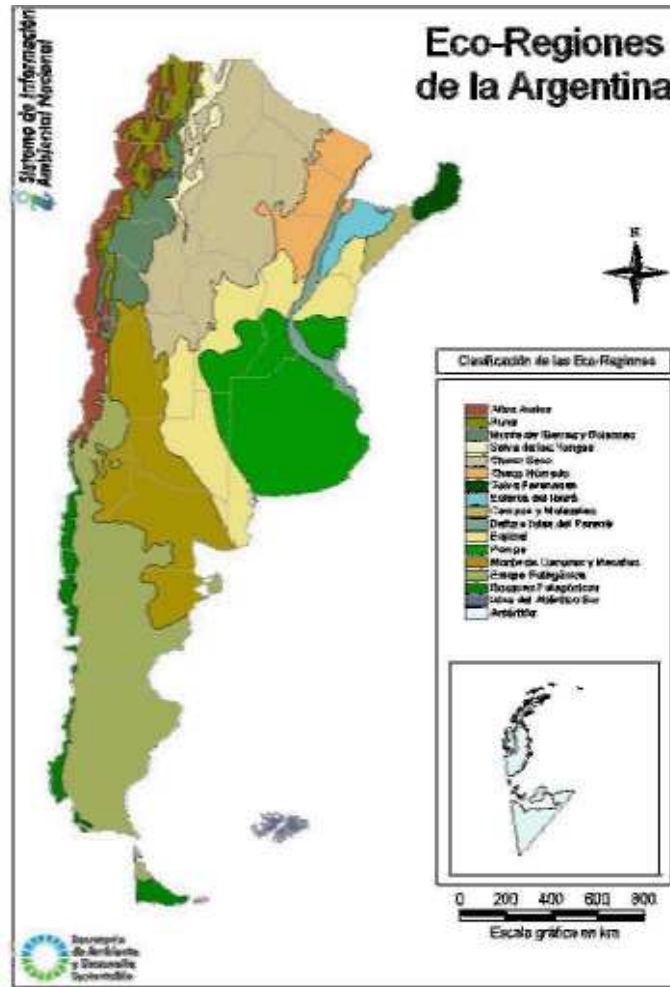 Sistema de Información
Ambiental Nacional
Eco-Regiones
de la Argentina
N
Clasificación de las Eco-Regiones
Altos Andes
Puna
Monte de Sierras y Bolsones
Selva de las Yungas
Chaco Seco
Chaco Húmedo
Selva Paranaense
Esteros del Iberá
Campos y Malezales
Delta e Islas del Paraná
Espinal
Pampa
Monte de Llanuras y Mesetas
Estepa Patagónica
Bosques Patagónicos
Islas del Atlántico Sur
Antártida
0 200 400 600 800
Escala gráfico en km
Secretaría
de Ambiente
y Desarrollo
Sustentable